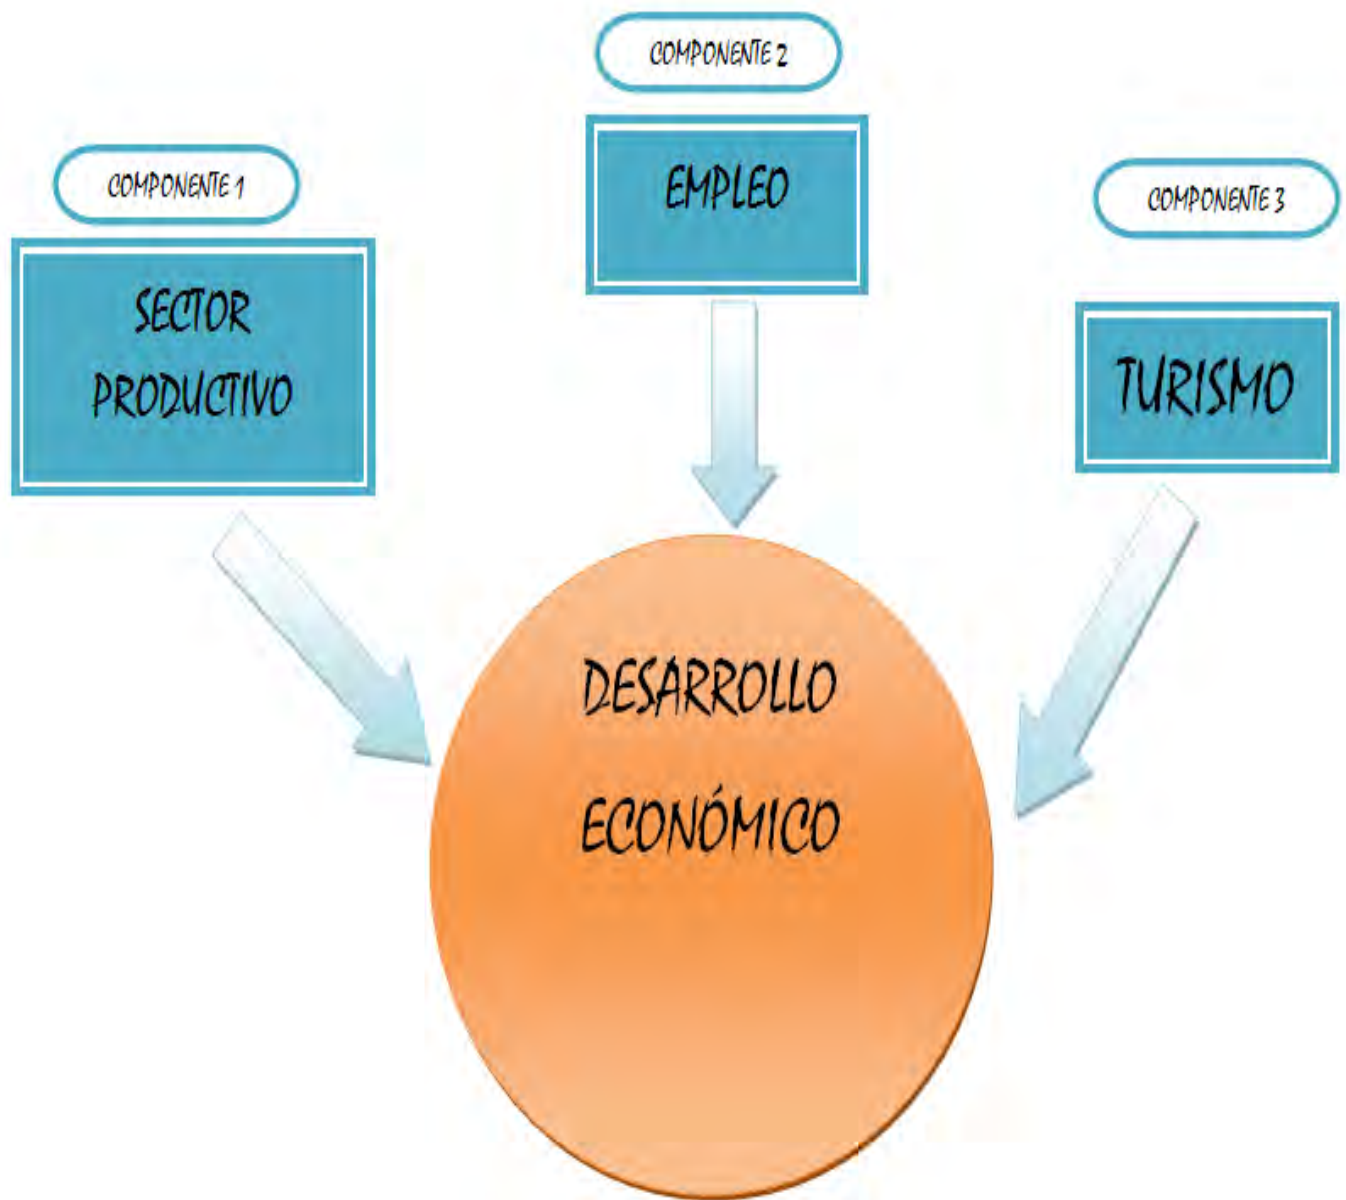 COMPONENTE 1
SECTOR
PRODUCTIVO
COMPONENTE 2
EMPLEO
COMPONENTE 3
TURISMO
DESARROLLO
ECONÓMICO